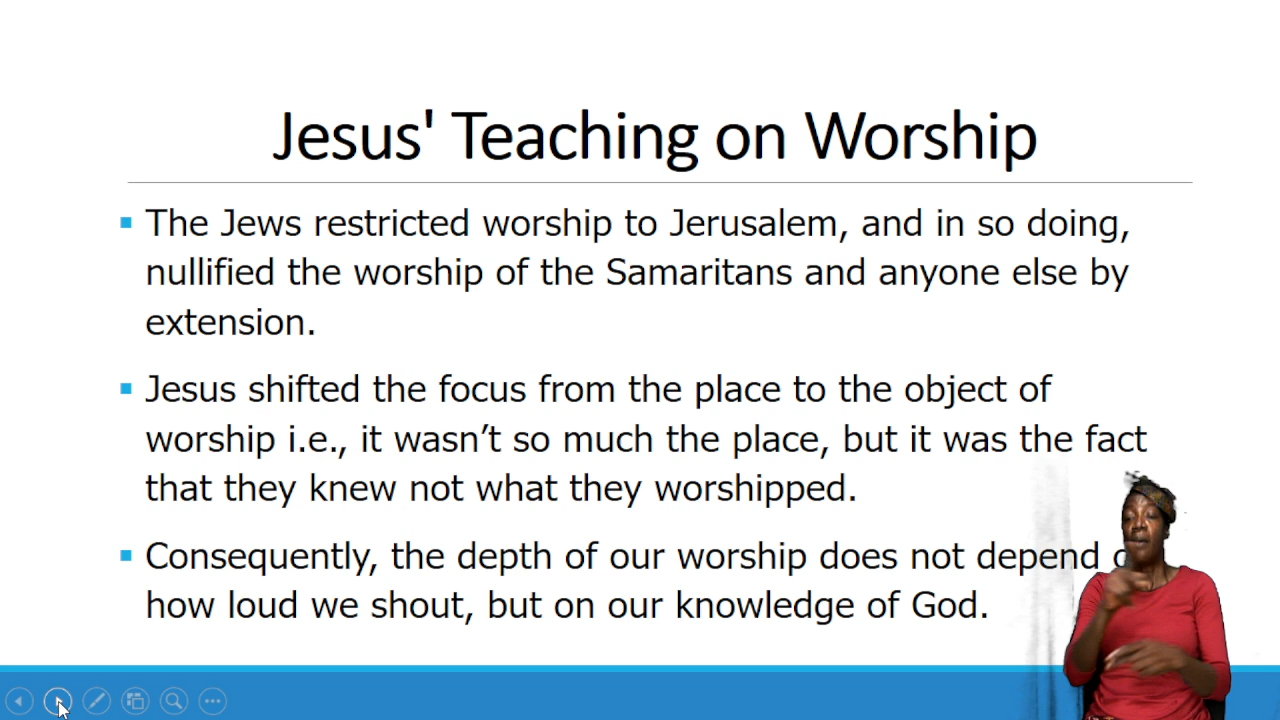 Jesus' Teaching on Worship
The Jews restricted worship to Jerusalem, and in so doing,
nullified the worship of the Samaritans and anyone else by
extension.
Jesus shifted the focus from the place to the object of
worship i.e., it wasn’t so much the place, but it was the fact
that they knew not what they worshipped.
Consequently, the depth of our worship does not depend
how loud we shout, but on our knowledge of God.